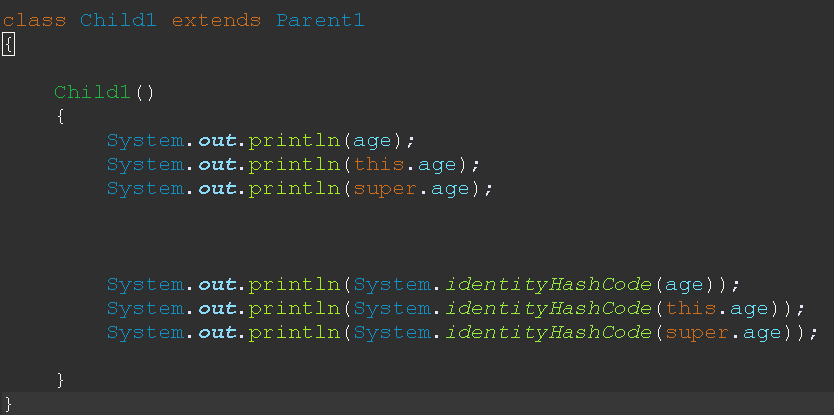 class Child1 extends Parent1
{
Child1()
{
System.out.println(age);
System.out.println(this.age);
System.out.println(super.age);
System.out.println(System.identityHashCode(age));
System.out.println(System.identityHashCode(this.age));
System.out.println(System.identityHashCode(super.age));
}
}